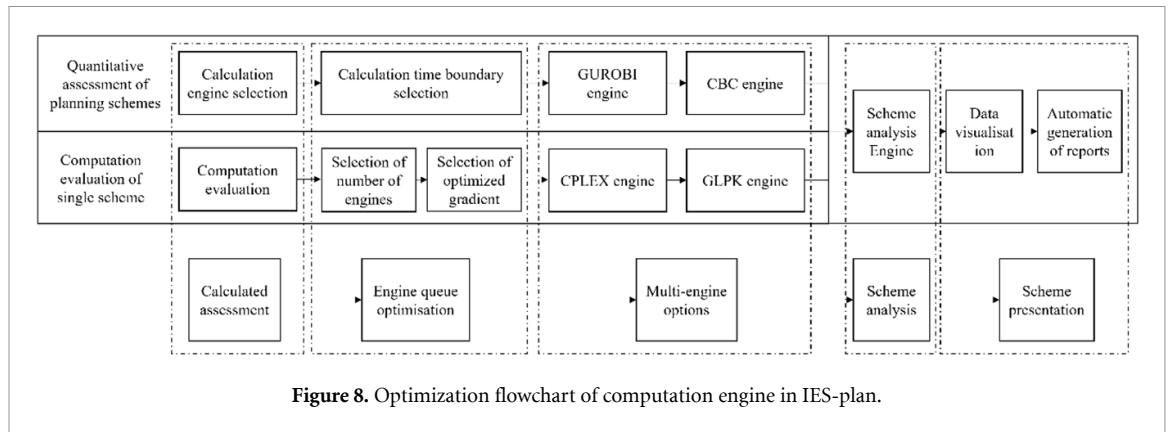 Quantitative
assessment of
planning schemes
Calculation
engine selection
Calculation time boundary
selection
GUROBI
engine
CBC engine
Computation
evaluation of
single scheme
Computation
evaluation
Selection of
number of
engines
Selection of
optimized
gradient
CPLEX engine
GLPK engine
Scheme
analysis
Engine
Data
visualisat
ion
Automatic
generation
of reports
Calculated
assessment
Engine queue
optimisation
Multi-engine
options
Scheme
analysis
Scheme
presentation
Figure 8. Optimization flowchart of computation engine in IES-plan.